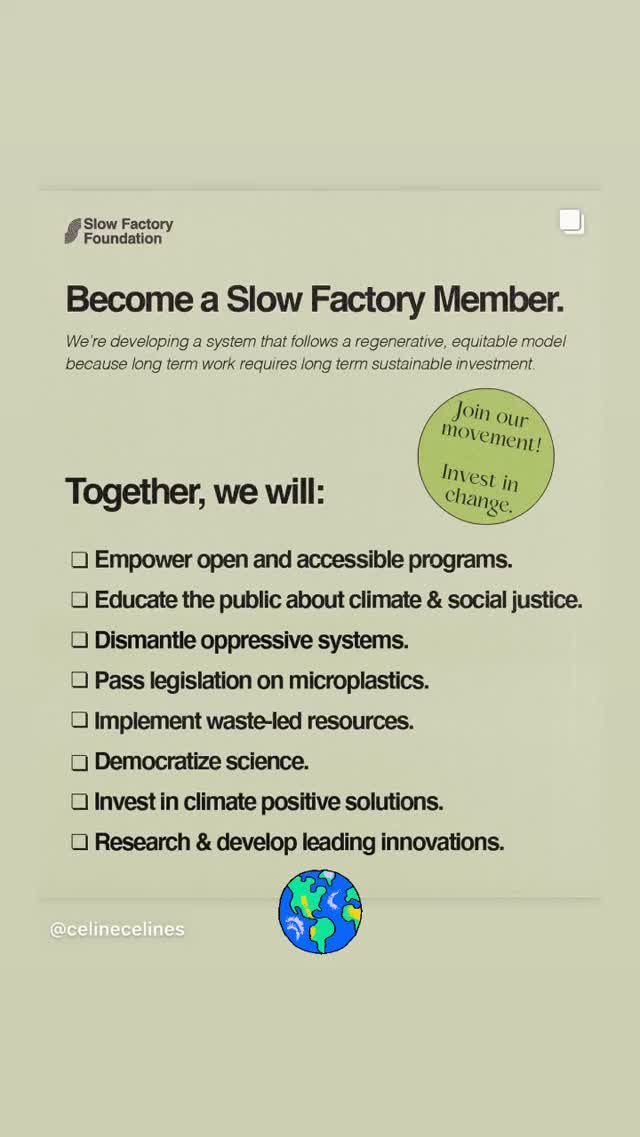 Slow Factory
Foundation
Become a Slow Factory Member.
We're developing a system that follows a regenerative, equitable model
because long term work requires long term sustainable investment.
Join our
movement!
Invest in
change.
Together, we will:
❏ Empower open and accessible programs.
❏ Educate the public about climate & social justice.
❏ Dismantle oppressive systems.
❏ Pass legislation on microplastics.
❏ Implement waste-led resources.
❏ Democratize science.
❏ Invest in climate positive solutions.
❏ Research & develop leading innovations.
@celinecelines